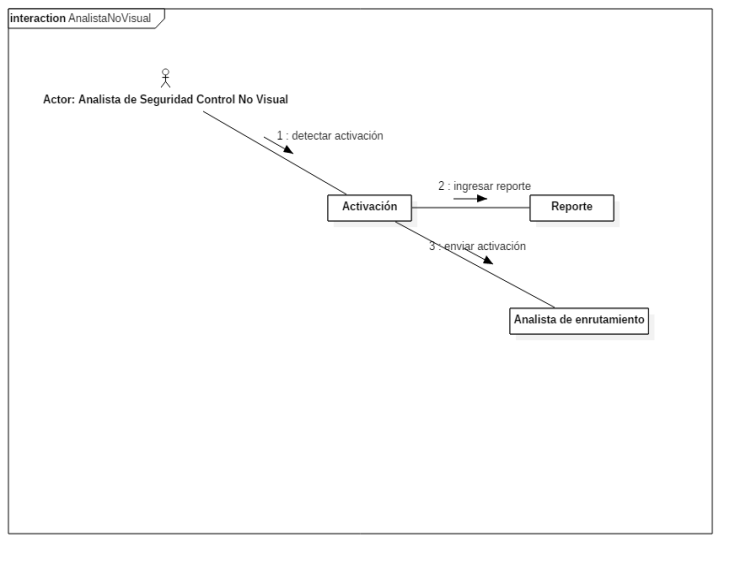 interaction AnalistaNoVisual
Actor: Analista de Seguridad Control No Visual
1 : detectar activación
2 : ingresar reporte
Activación
Reporte
3 : enviar activación
Analista de enrutamiento